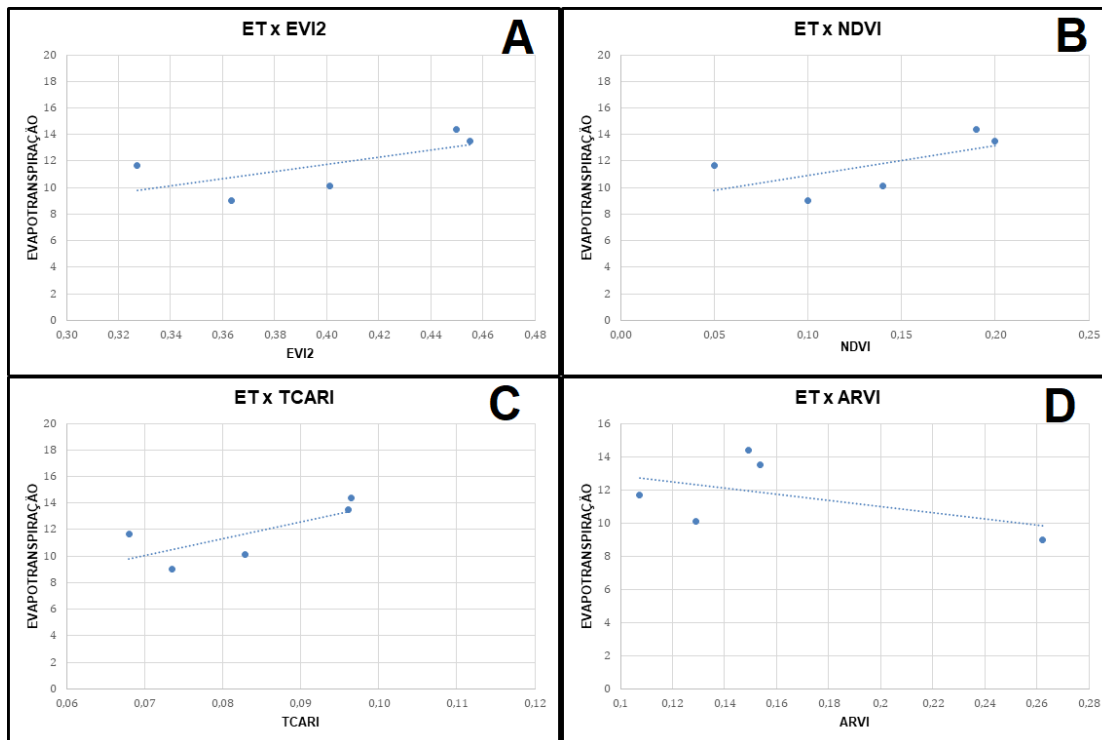 ET x EVI2
A
EVAPOTRANSPIRAÇÃO
20
18
16
14
12
10
8
6
4
2
0
0,30 0,32 0,34 0,36 0,38 0,40 0,42 0,44 0,46 0,48
EVI2
ET x NDVI
B
EVAPOTRANSPIRAÇÃO
20
18
16
14
12
10
8
6
4
2
0
0,00 0,05 0,10 0,15 0,20 0,25
NDVI
ET x TCARI
C
EVAPOTRANSPIRAÇÃO
20
18
16
14
12
10
8
6
4
2
0
0,06 0,07 0,08 0,09 0,10 0,11 0,12
TCARI
ET x ARVI
D
EVAPOTRANSPIRAÇÃO
16
14
12
10
8
6
4
2
0
0,1 0,12 0,14 0,16 0,18 0,2 0,22 0,24 0,26 0,28
ARVI